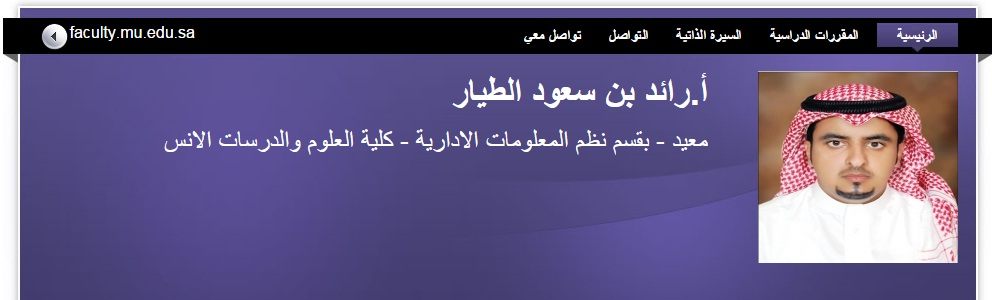 الرئيسية المقررات الدراسية السيرة الذاتية التواصل تواصل معي faculty.mu.edu.sa
أ.رائد بن سعود الطيار
معيد - بقسم نظم المعلومات الادارية - كلية العلوم والدرسات الانس